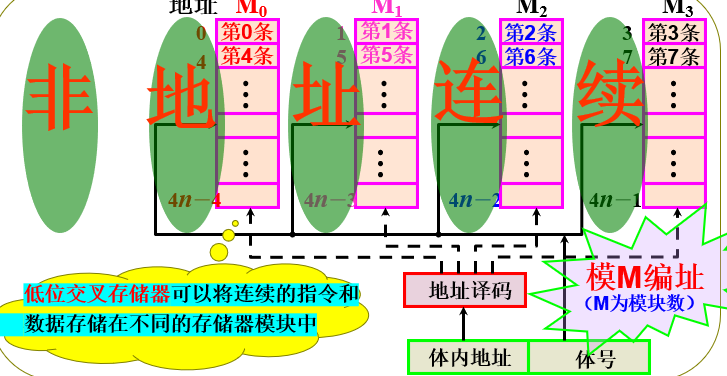 地址 M0 M1 M2 M3
0 第0条 1 第1条 2 第2条 3 第3条
4 第4条 5 第5条 6 第6条 7 第7条
非地址连续
4n-4 4n-3 4n-2 4n-1
模M编址
(M为模块数)
低位交叉存储器可以将连续的指令和
数据存储在不同的存储器模块中
地址译码
体内地址 体号